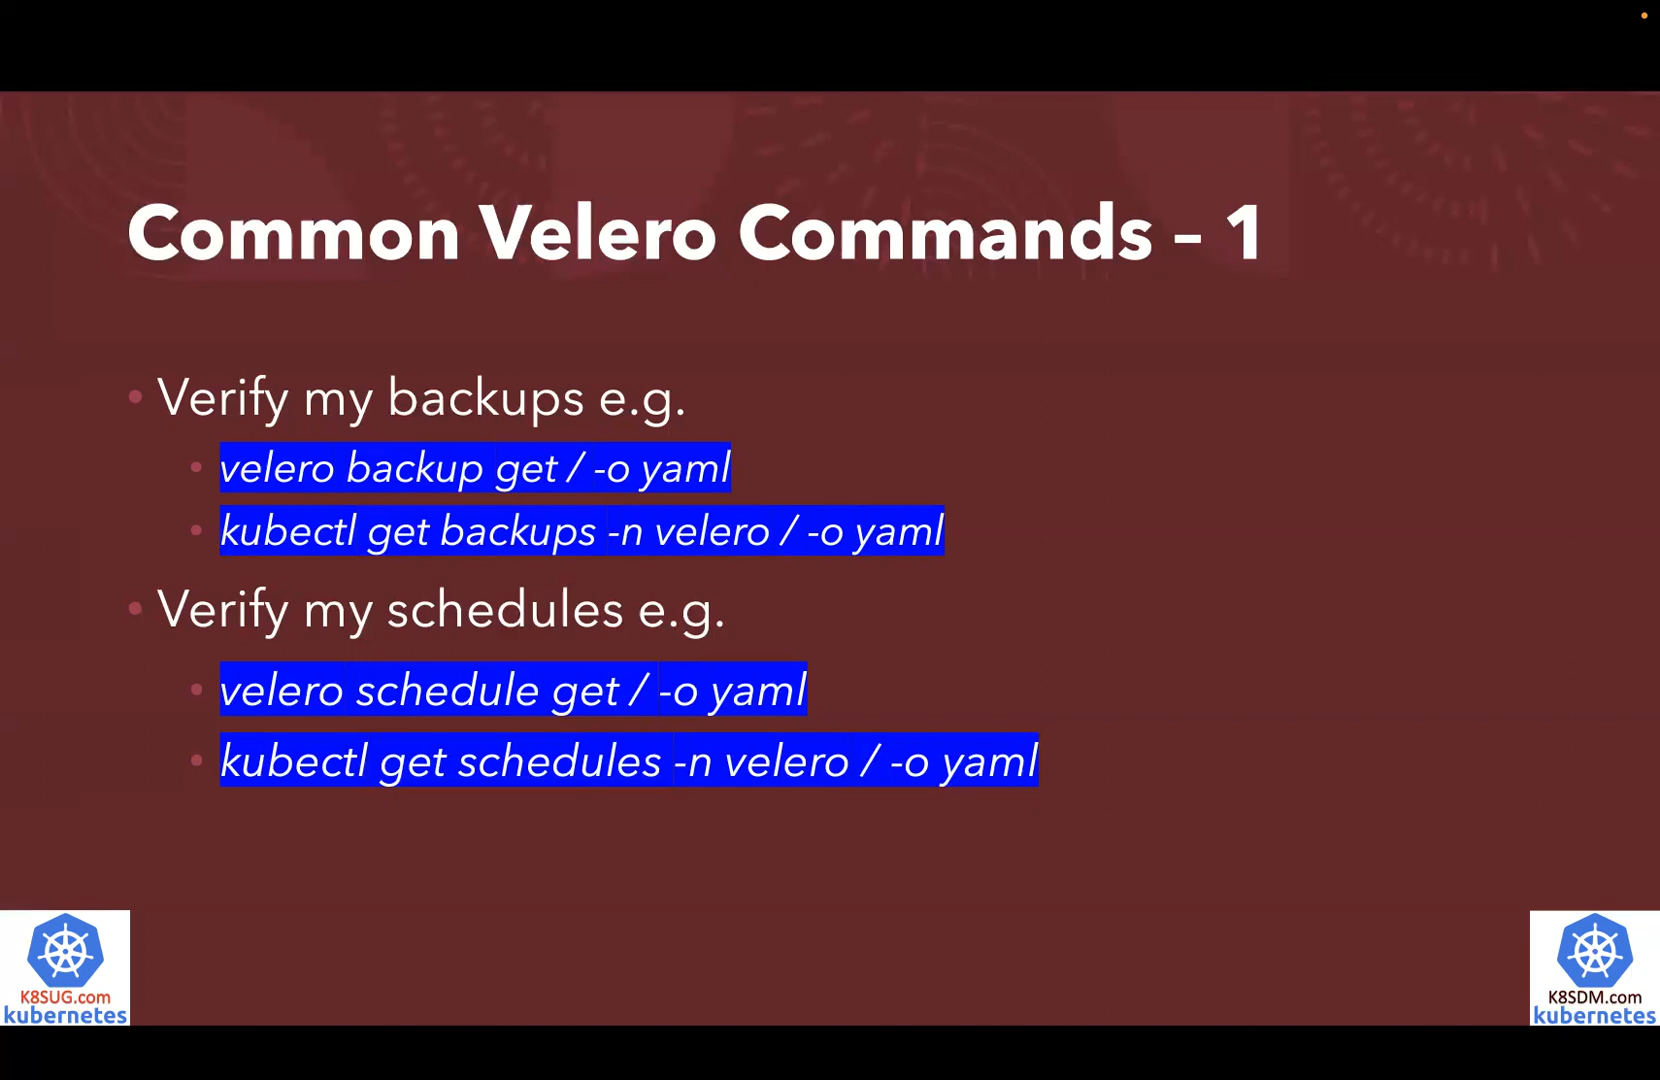 Common Velero Commands – 1
• Verify my backups e.g.
• velero backup get / -o yaml
• kubectl get backups -n velero / -o yaml
• Verify my schedules e.g.
• velero schedule get / -o yaml
• kubectl get schedules -n velero / -o yaml
K8SUG.com
kubernetes
K8SDM.com
kubernetes